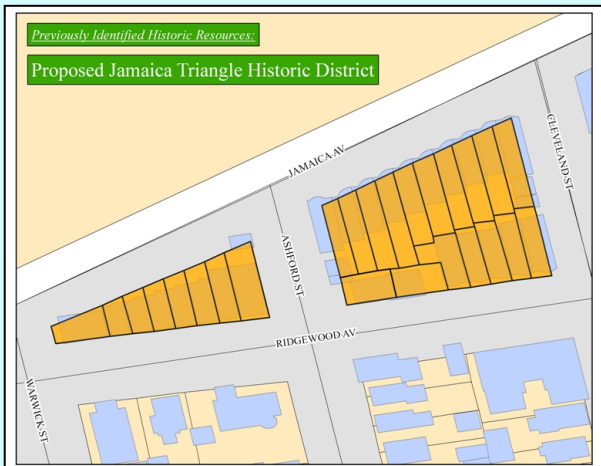 Previously Identified Historic Resources:
Proposed Jamaica Triangle Historic District
JAMAICA AV
CLEVELAND ST.
ASHFORD ST.
RIDGEWOOD AV
WARWICK ST.